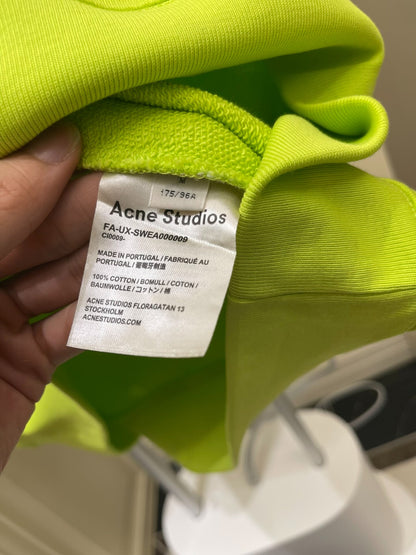 175/96A
Acne Studios
FA-UX-SWEA000009
CI0009-
MADE IN PORTUGAL / FABRIQUÉ AU
PORTUGAL / 葡萄牙制造
100% COTTON / BOMULL / COTON /
BAUMWOLLE / コットン / 棉
ACNE STUDIOS FLORAGATAN 13
STOCKHOLM
ACNESTUDIOS.COM